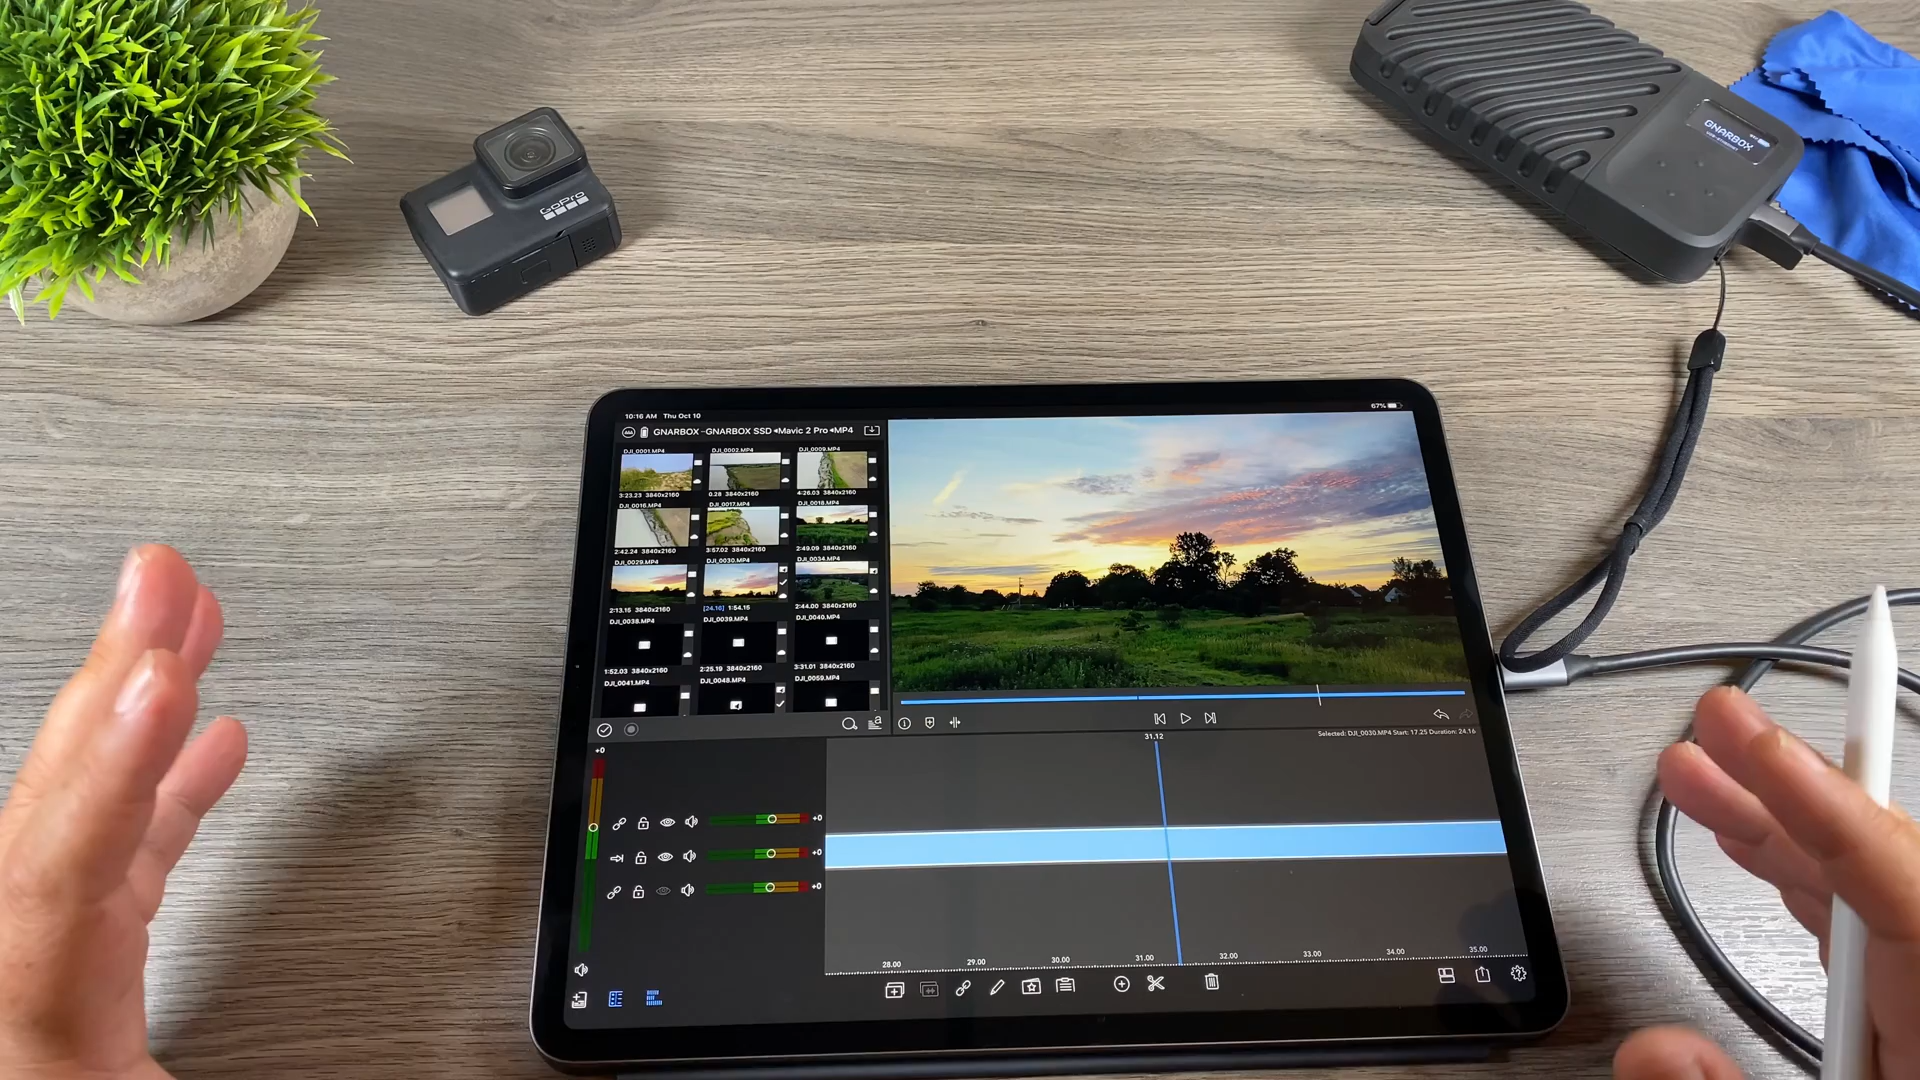 GoPro
GNARBOX
10:16 AM Thu Oct 10
67%
GNARBOX -GNARBOX SSD Mavic 2 Pro MP4
DJI_0001.MP4 DJI_0002.MP4 DJI_0009.MP4
3:23.23 3840x2160 0.28 3840x2160 4:26.03 3840x2160
DJI_0016.MP4 DJI_0017.MP4 DJI_0018.MP4
2:42.24 3840x2160 3:57.02 3840x2160 2:49.09 3840x2160
DJI_0029.MP4 DJI_0030.MP4 DJI_0034.MP4
2:13.15 3840x2160 [24.16] 1:54.15 2:44.00 3840x2160
DJI_0038.MP4 DJI_0039.MP4 DJI_0040.MP4
1:52.03 3840x2160 2:25.19 3840x2160 3:31.01 3840x2160
DJI_0041.MP4 DJI_0048.MP4 DJI_0059.MP4
Selected: DJI_0030.MP4 Start: 17.25 Duration: 24.16
31.12
+0
+0
+0
+0
28.00 29.00 30.00 31.00 32.00 33.00 34.00 35.00